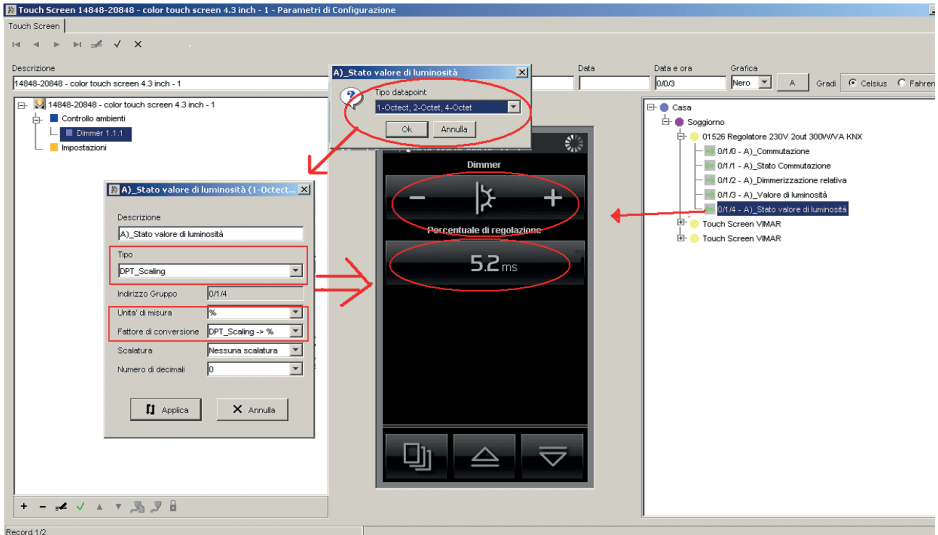 Touch Screen 14848-20848 - color touch screen 4.3 inch - 1 - Parametri di Configurazione
Touch Screen
Descrizione
14848-20848 - color touch screen 4.3 inch - 1
Data
Data e ora
0/0/3
Grafica
Nero
A
Gradi
Celsius
Fahren
14848-20848 - color touch screen 4.3 inch - 1
Controllo ambienti
Dimmer 1.1.1
Impostazioni
A)_Stato valore di luminosità
Tipo datapoint
1-Octect, 2-Octet, 4-Octet
Ok
Annulla
A)_Stato valore di luminosità (1-Octect...
Descrizione
A)_Stato valore di luminosità
Tipo
DPT_Scaling
Indirizzo Gruppo
0/1/4
Unita' di misura
%
Fattore di conversione
DPT_Scaling -> %
Scalatura
Nessuna scalatura
Numero di decimali
0
Applica
Annulla
Dimmer
Percentuale di regolazione
5.2 ms
Casa
Soggiorno
01526 Regolatore 230V 2out 300W/VA KNX
0/1/0 - A)_Commutazione
0/1/1 - A)_Stato Commutazione
0/1/2 - A)_Dimmerizzazione relativa
0/1/3 - A)_Valore di luminosità
0/1/4 - A)_Stato valore di luminosità
Touch Screen VIMAR
Touch Screen VIMAR
Record 1/2